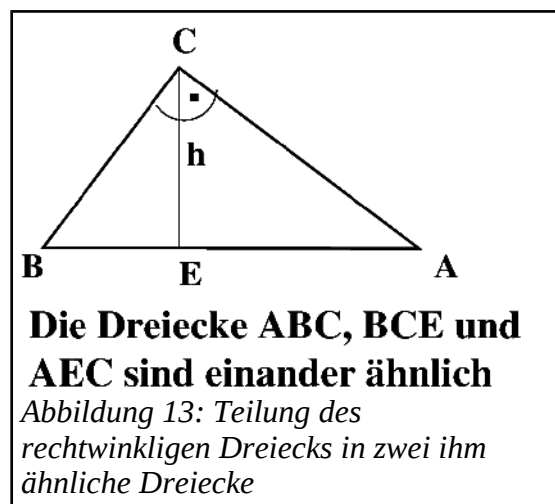 C
h
B E A
Die Dreiecke ABC, BCE und
AEC sind einander ähnlich
Abbildung 13: Teilung des
rechtwinkligen Dreiecks in zwei ihm
ähnliche Dreiecke